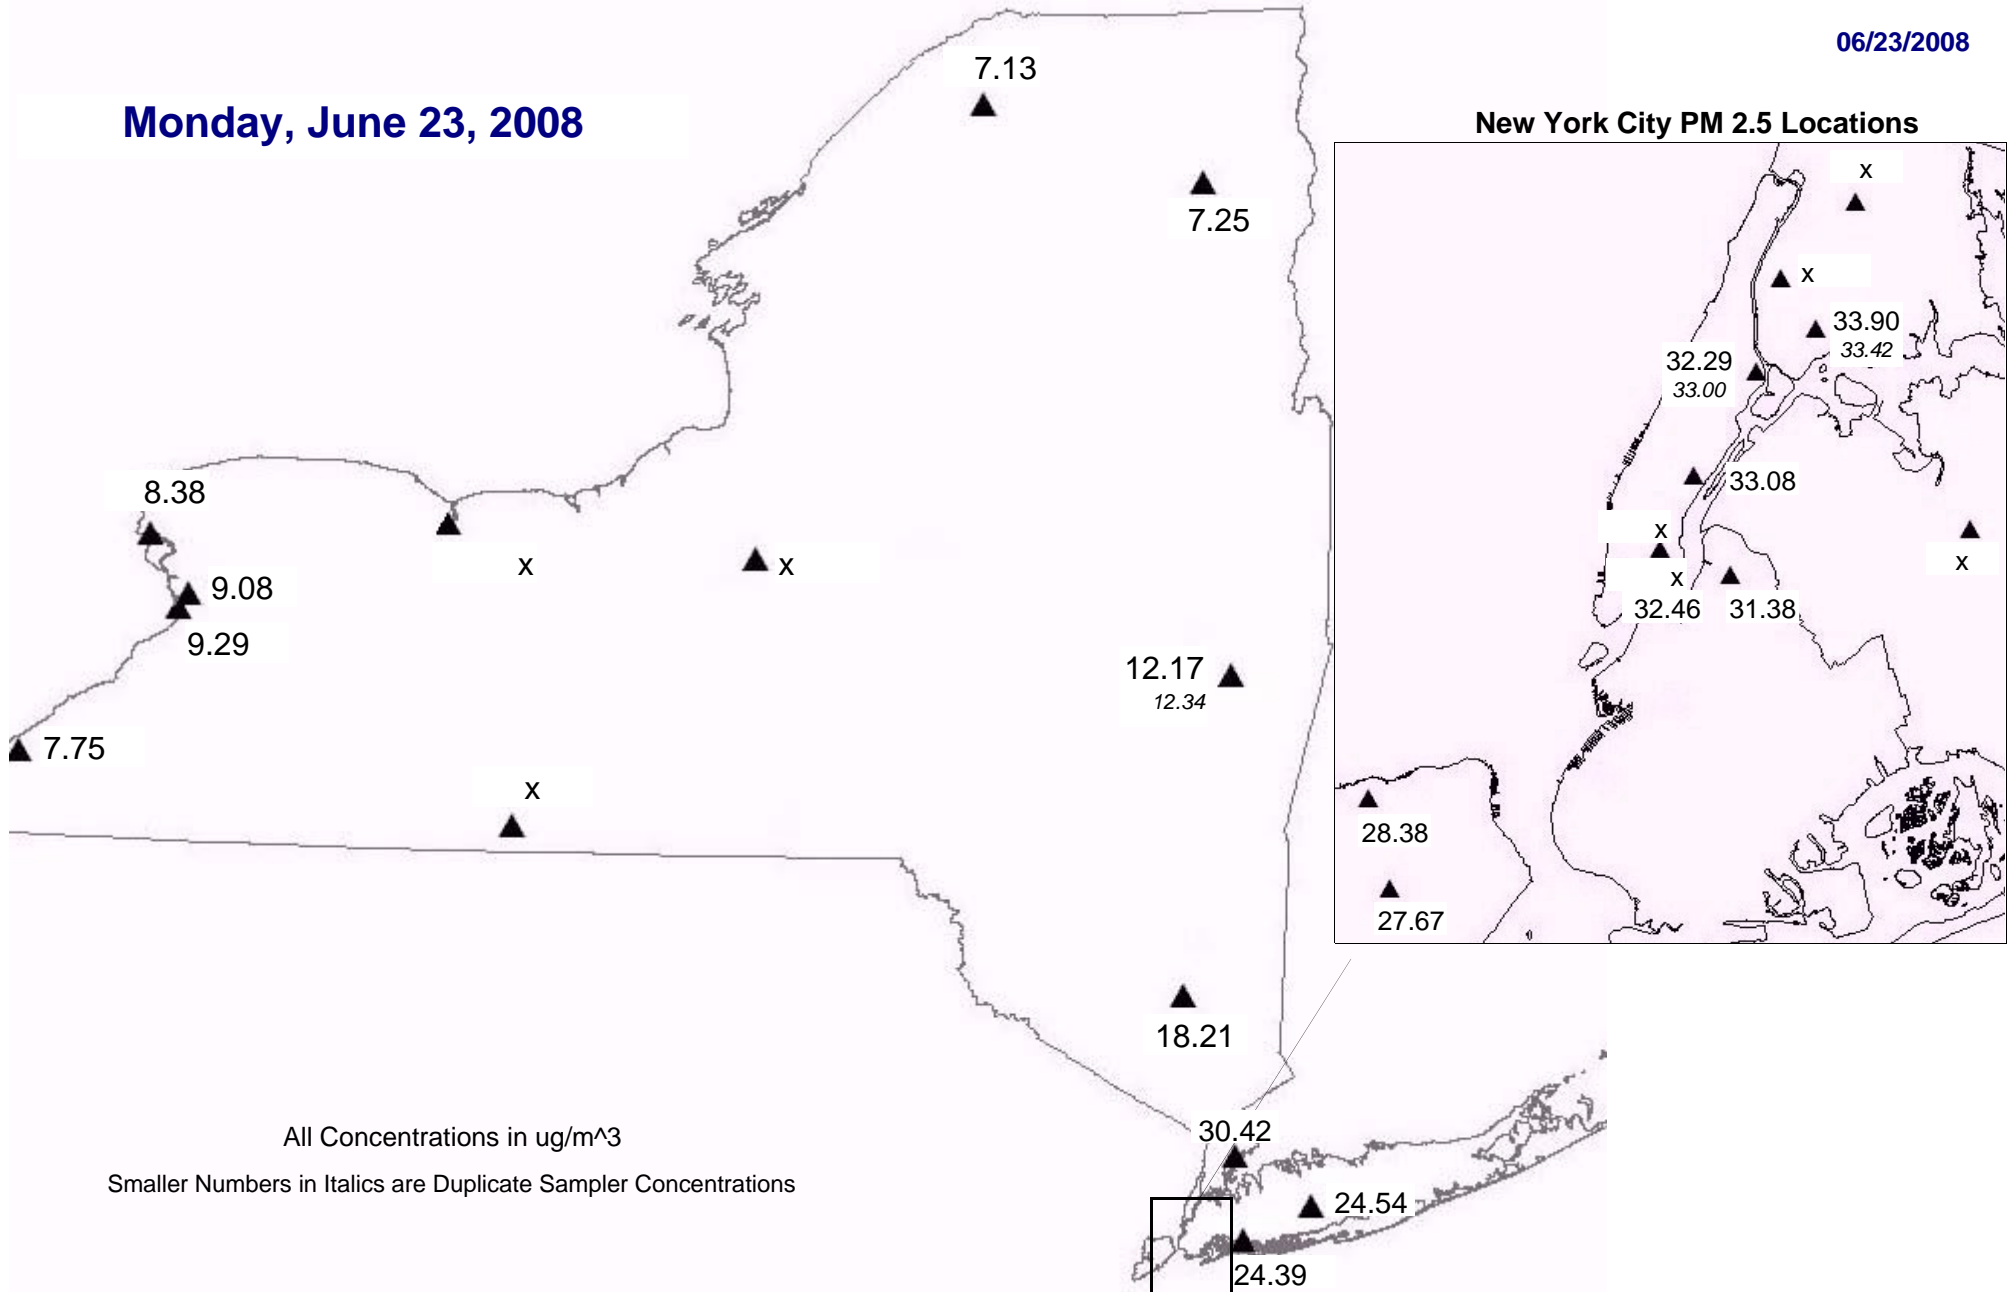 06/23/2008
Monday, June 23, 2008
New York City PM 2.5 Locations
7.13
7.25
8.38
x
x
9.08
9.29
12.17
12.34
7.75
x
18.21
30.42
24.54
24.39
x
x
33.90
33.42
32.29
33.00
33.08
x
x
x
32.46
31.38
28.38
27.67
All Concentrations in ug/m^3
Smaller Numbers in Italics are Duplicate Sampler Concentrations